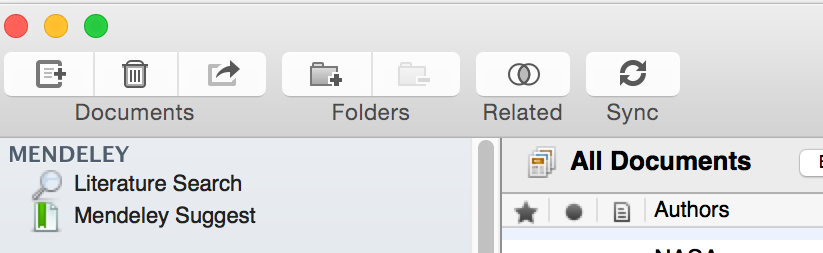 Documents Folders Related Sync
MENDELEY
Literature Search
Mendeley Suggest
All Documents
Authors